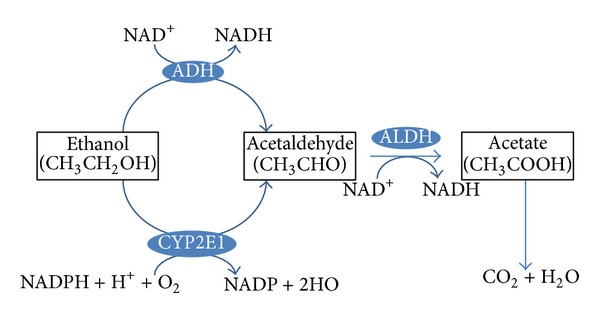 NAD⁺ NADH
ADH
Ethanol
(CH₃CH₂OH)
Acetaldehyde
(CH₃CHO)
ALDH
NAD⁺ NADH
Acetate
(CH₃COOH)
CYP2E1
NADPH + H⁺ + O₂ NADP + 2HO
CO₂ + H₂O